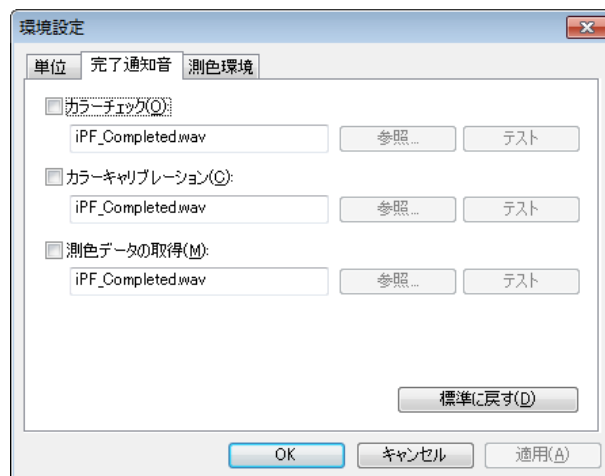 環境設定
単位 完了通知音 測色環境
カラーチェック(O):
iPF_Completed.wav 参照... テスト
カラーキャリブレーション(C):
iPF_Completed.wav 参照... テスト
測色データの取得(M):
iPF_Completed.wav 参照... テスト
標準に戻す(D)
OK キャンセル 適用(A)